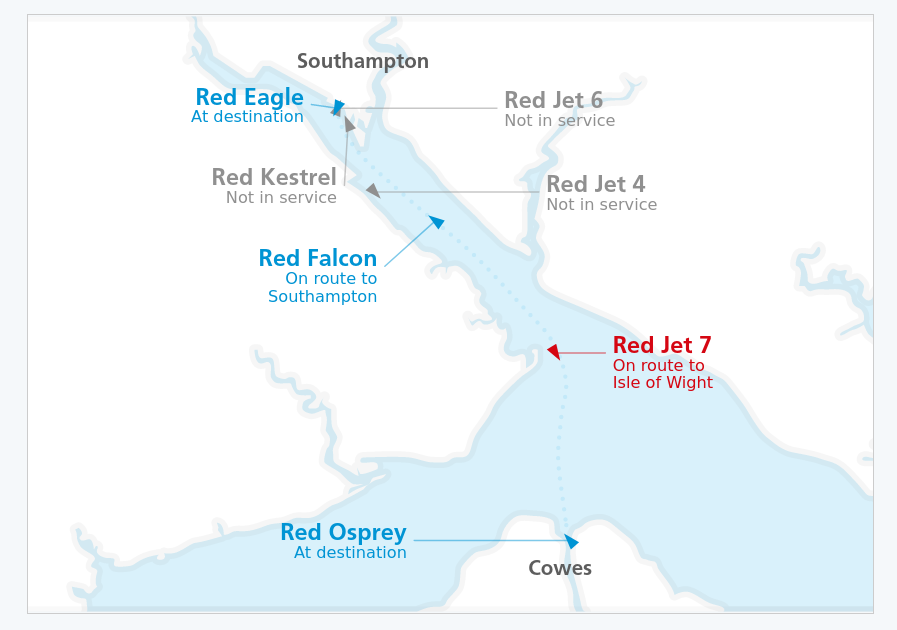 Southampton
Red Eagle
At destination
Red Jet 6
Not in service
Red Kestrel
Not in service
Red Jet 4
Not in service
Red Falcon
On route to
Southampton
Red Jet 7
On route to
Isle of Wight
Red Osprey
At destination
Cowes